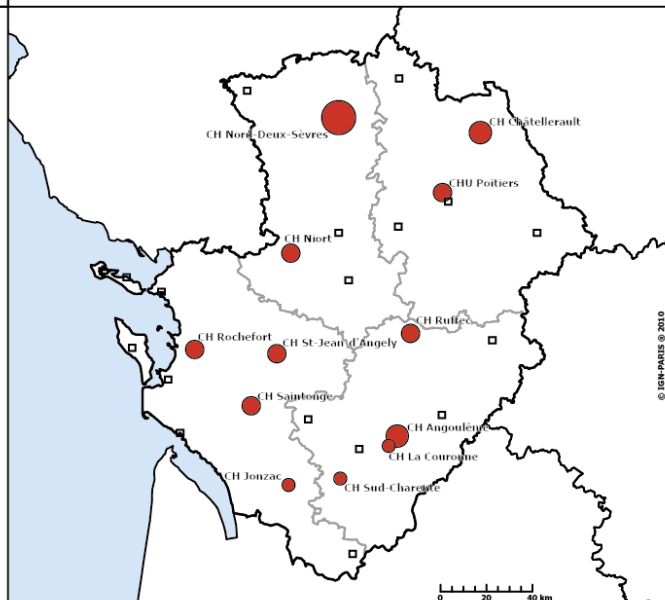 CH Châtellerault
CH Nord-Deux-Sèvres
CHU Poitiers
CH Niort
CH Ruffec
CH Rochefort
CH St-Jean-d'Angely
CH Saintonge
CH Angoulême
CH La Couronne
CH Jonzac
CH Sud-Charente
© IGN-PARIS ® 2010
0 20 40 km